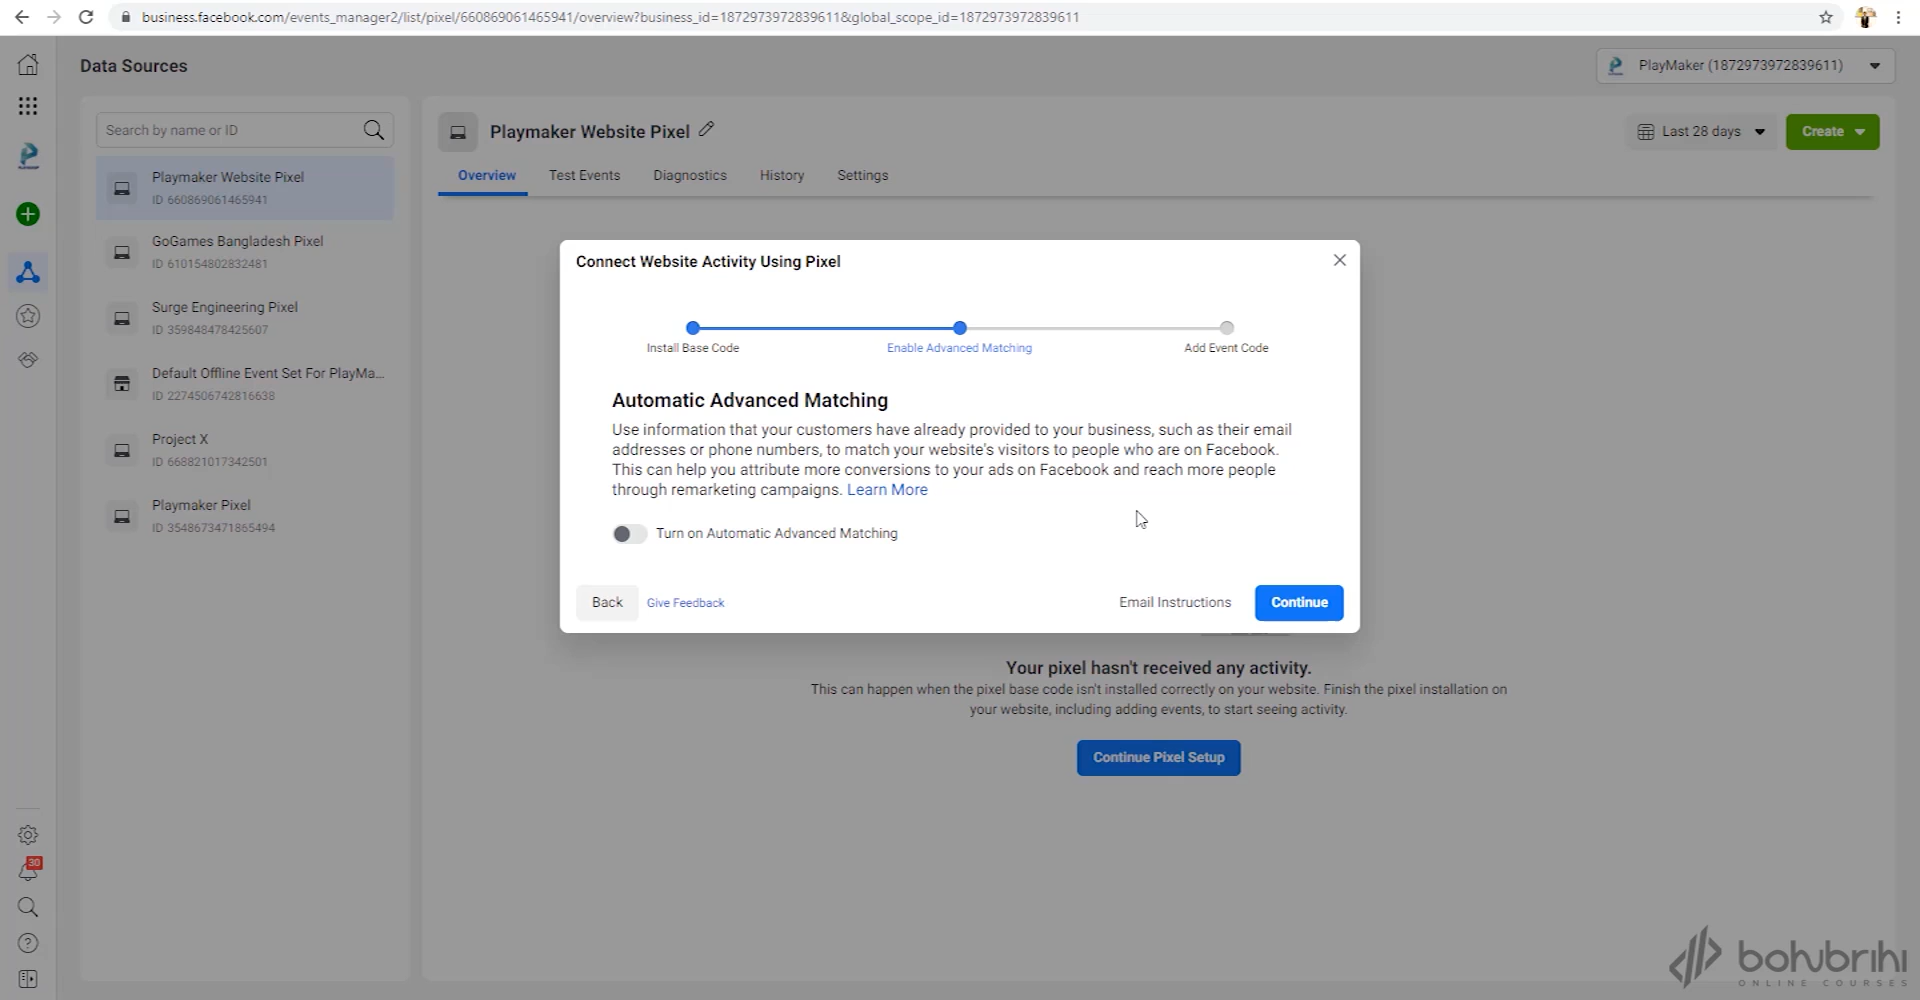 business.facebook.com/events_manager2/list/pixel/660869061465941/overview?business_id=1872973972839611&global_scope_id=1872973972839611
Data Sources
PlayMaker (1872973972839611)
Search by name or ID
Playmaker Website Pixel
ID 660869061465941
GoGames Bangladesh Pixel
ID 610154802832481
Surge Engineering Pixel
ID 359848478425607
Default Offline Event Set For PlayMa...
ID 2274506742816638
Project X
ID 668821017342501
Playmaker Pixel
ID 3548673471865494
Playmaker Website Pixel
Last 28 days
Create
Overview
Test Events
Diagnostics
History
Settings
Connect Website Activity Using Pixel
Install Base Code
Enable Advanced Matching
Add Event Code
Automatic Advanced Matching
Use information that your customers have already provided to your business, such as their email
addresses or phone numbers, to match your website's visitors to people who are on Facebook.
This can help you attribute more conversions to your ads on Facebook and reach more people
through remarketing campaigns. Learn More
Turn on Automatic Advanced Matching
Back
Give Feedback
Email Instructions
Continue
Your pixel hasn't received any activity.
This can happen when the pixel base code isn't installed correctly on your website. Finish the pixel installation on
your website, including adding events, to start seeing activity.
Continue Pixel Setup
30
bohubrihi
ONLINE COURSES